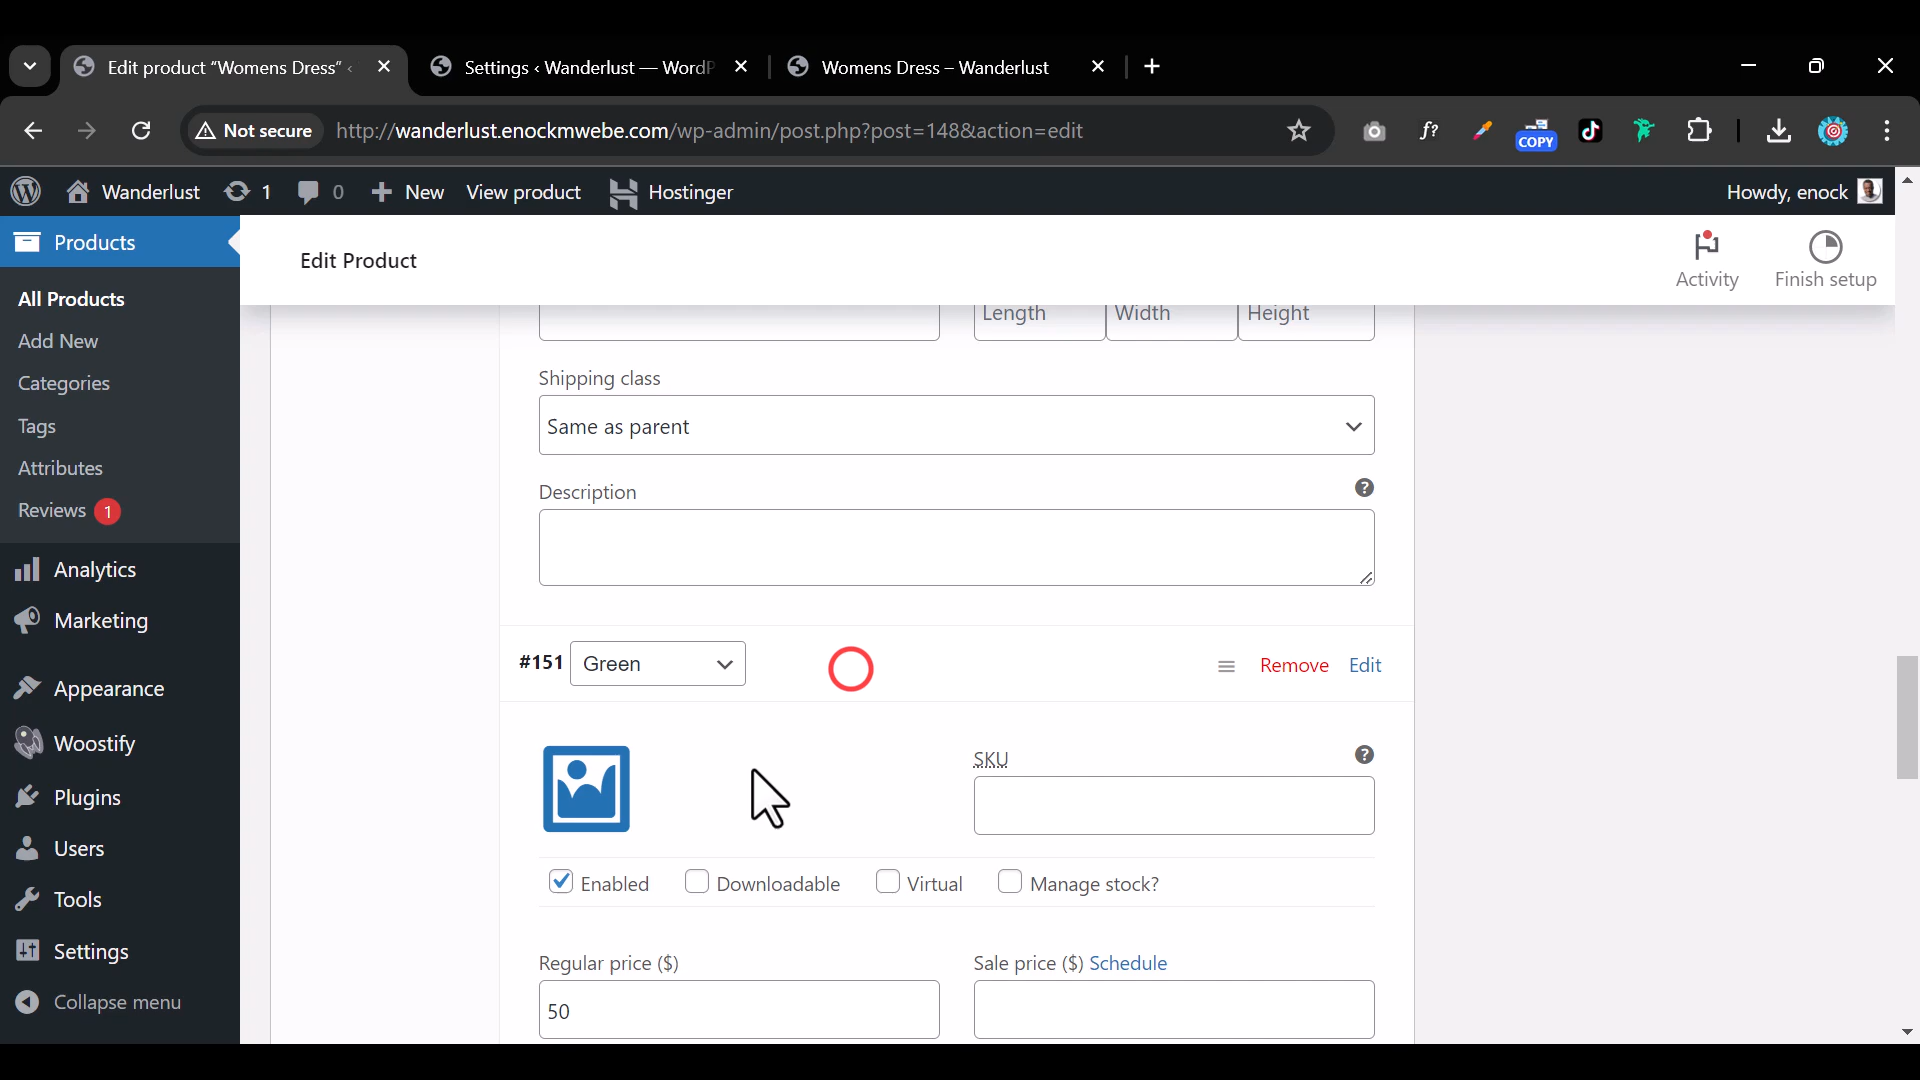 Edit product “Womens Dress” ‹
Settings ‹ Wanderlust — WordP
Womens Dress – Wanderlust
Not secure
http://wanderlust.enockmwebe.com/wp-admin/post.php?post=148&action=edit
f?
COPY
Wanderlust
1
0
New
View product
Hostinger
Howdy, enock
Products
Edit Product
Activity
Finish setup
All Products
Add New
Categories
Tags
Attributes
Reviews 1
Analytics
Marketing
Appearance
Woostify
Plugins
Users
Tools
Settings
Collapse menu
Length
Width
Height
Shipping class
Same as parent
Description
?
#151
Green
Remove
Edit
SKU
?
Enabled
Downloadable
Virtual
Manage stock?
Regular price ($)
Sale price ($) Schedule
50